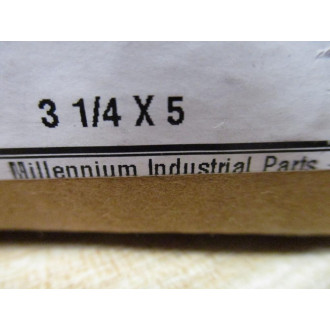 3 1/4 X 5
Millennium Industrial Parts